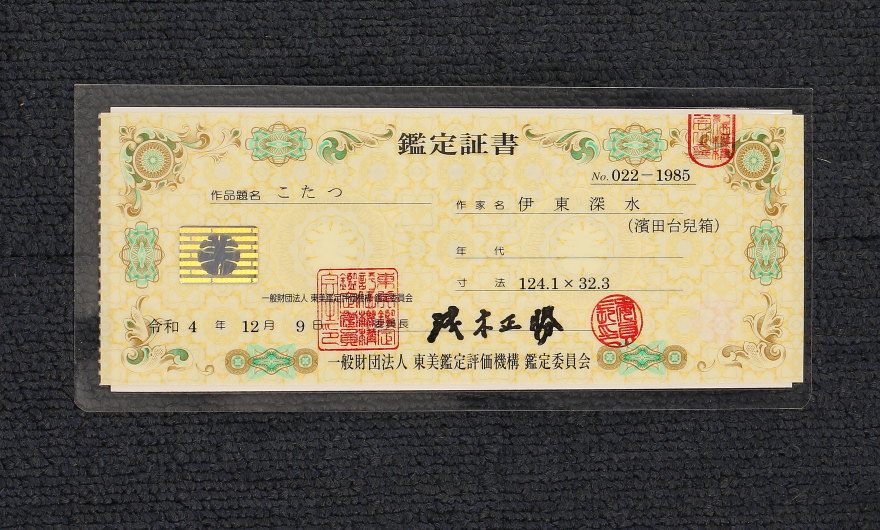 鑑定証書
No. 022-1985
作品題名 こたつ
作家名 伊東深水
(濱田台兒箱)
年代
寸法 124.1×32.3
一般財団法人 東美鑑定評価機構 鑑定委員会
令和 4 年 12月 9日 委員長 茂木正勝
一般財団法人 東美鑑定評価機構 鑑定委員会